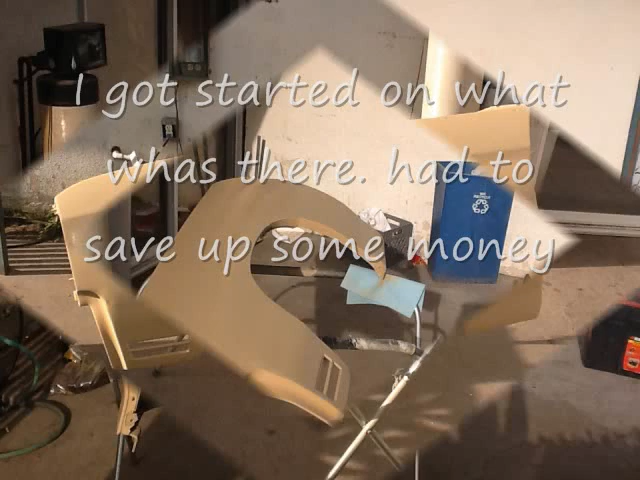 I got started on what
whas there. had to
save up some money